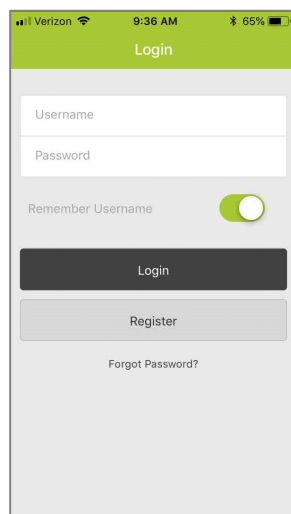 Verizon 9:36 AM 65%
Login
Username
Password
Remember Username
Login
Register
Forgot Password?